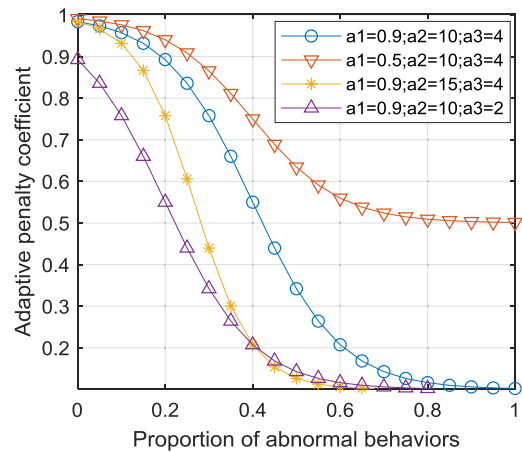 a1=0.9;a2=10;a3=4
a1=0.5;a2=10;a3=4
a1=0.9;a2=15;a3=4
a1=0.9;a2=10;a3=2
Adaptive penalty coefficient
1
0.9
0.8
0.7
0.6
0.5
0.4
0.3
0.2
0
0.2
0.4
0.6
0.8
1
Proportion of abnormal behaviors